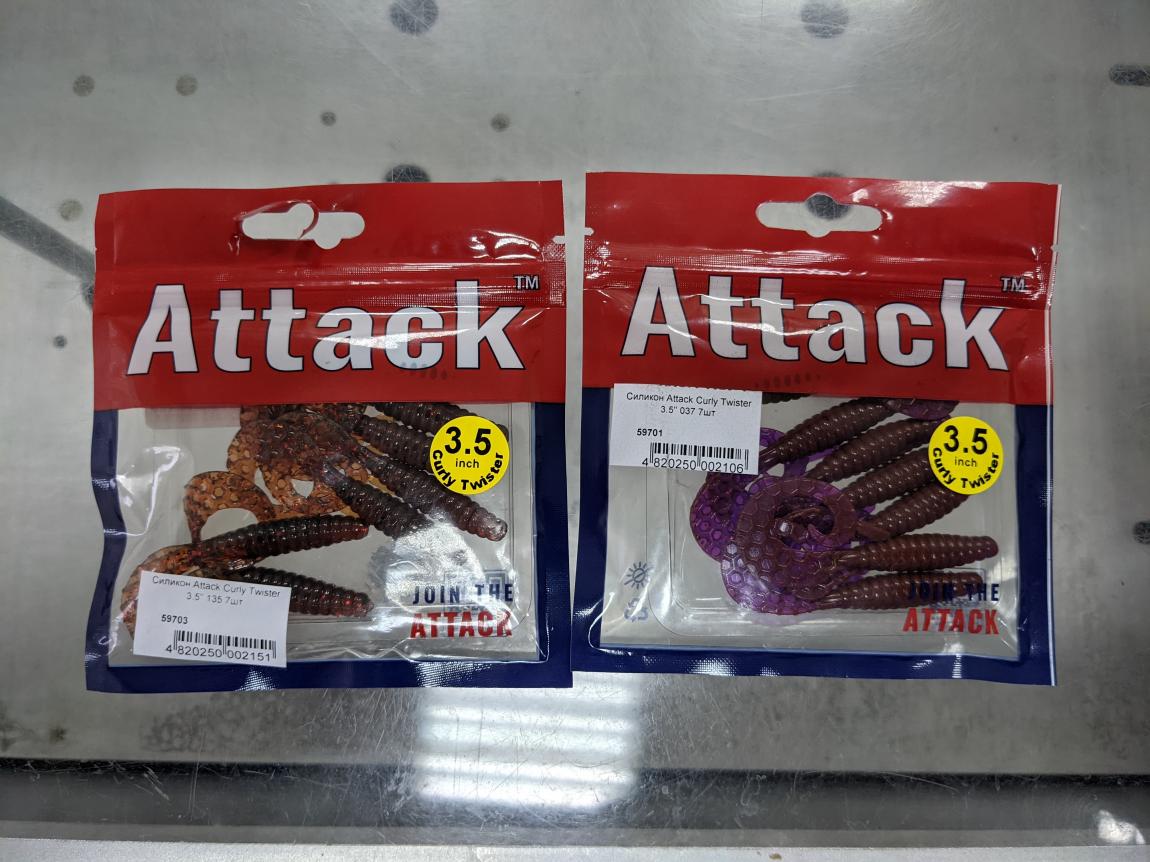 Attack™
3.5
inch
Curly Twister
JOIN THE
ATTACK
Силикон Attack Curly Twister
3.5" 135 7шт
59703
4 820250 002151
Attack™
Силикон Attack Curly Twister
3.5" 037 7шт
59701
4 820250 002106
3.5
inch
Curly Twister
JOIN THE
ATTACK